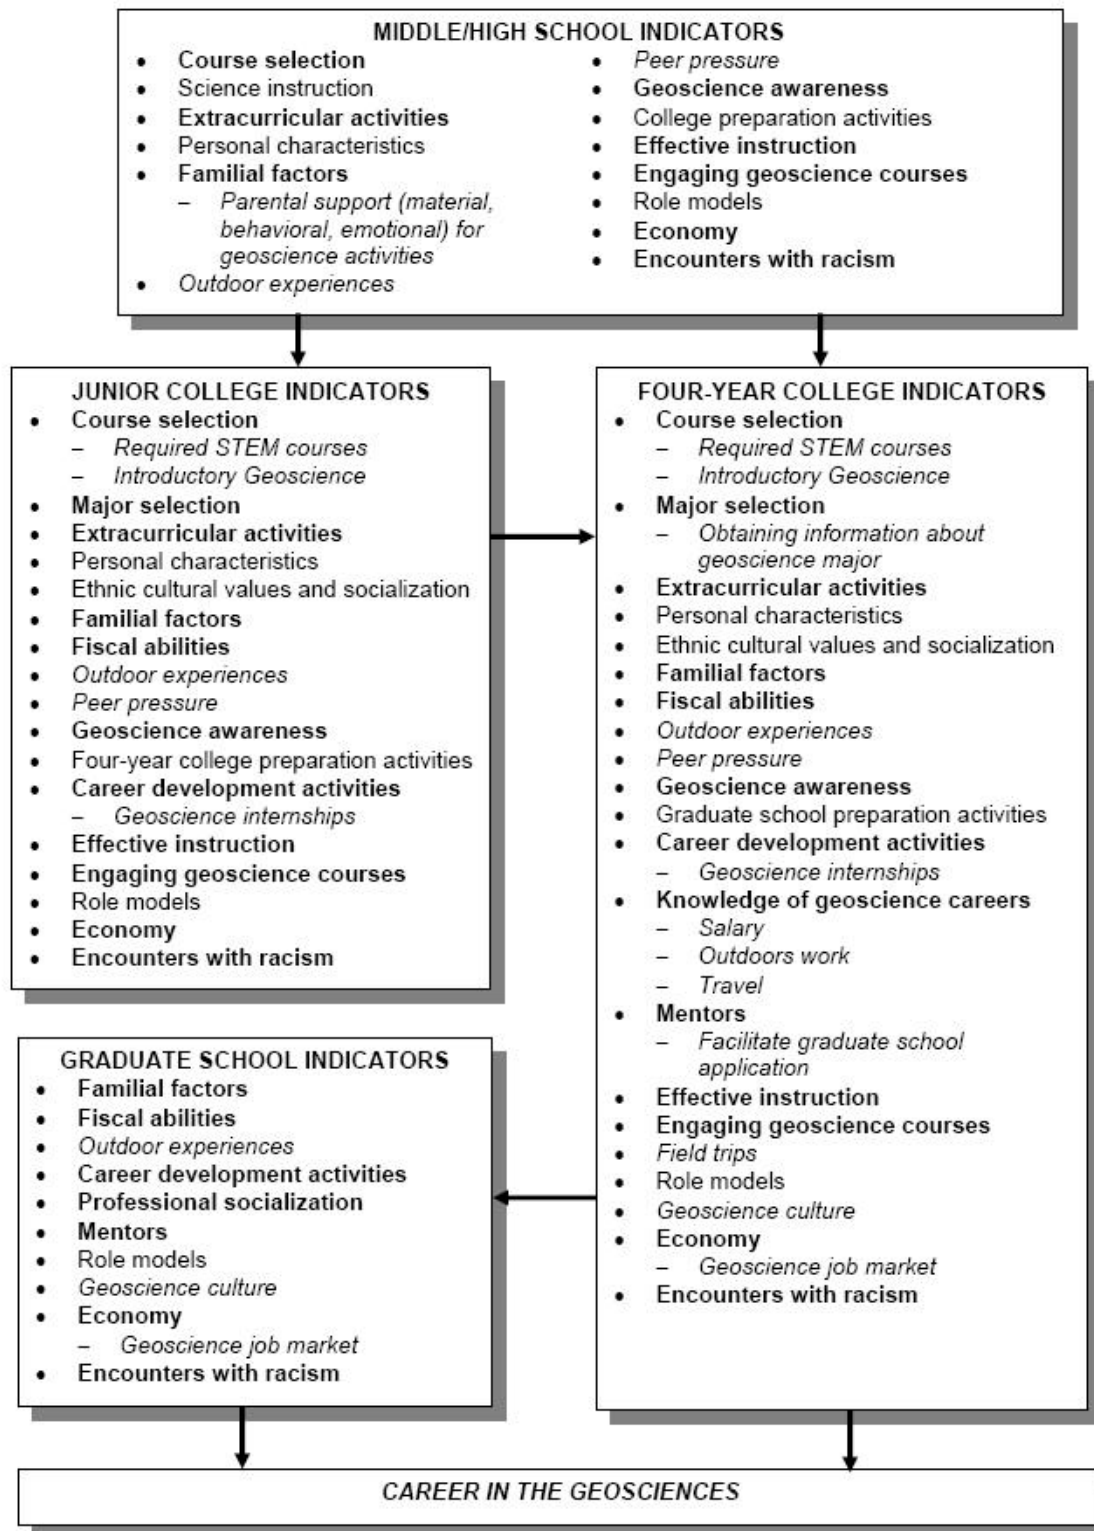 MIDDLE/HIGH SCHOOL INDICATORS
• Course selection
• Science instruction
• Extracurricular activities
• Personal characteristics
• Familial factors
– Parental support (material,
behavioral, emotional) for
geoscience activities
• Outdoor experiences
• Peer pressure
• Geoscience awareness
• College preparation activities
• Effective instruction
• Engaging geoscience courses
• Role models
• Economy
• Encounters with racism
JUNIOR COLLEGE INDICATORS
• Course selection
– Required STEM courses
– Introductory Geoscience
• Major selection
• Extracurricular activities
• Personal characteristics
• Ethnic cultural values and socialization
• Familial factors
• Fiscal abilities
• Outdoor experiences
• Peer pressure
• Geoscience awareness
• Four-year college preparation activities
• Career development activities
– Geoscience internships
• Effective instruction
• Engaging geoscience courses
• Role models
• Economy
• Encounters with racism
FOUR-YEAR COLLEGE INDICATORS
• Course selection
– Required STEM courses
– Introductory Geoscience
• Major selection
– Obtaining information about
geoscience major
• Extracurricular activities
• Personal characteristics
• Ethnic cultural values and socialization
• Familial factors
• Fiscal abilities
• Outdoor experiences
• Peer pressure
• Geoscience awareness
• Graduate school preparation activities
• Career development activities
– Geoscience internships
• Knowledge of geoscience careers
– Salary
– Outdoors work
– Travel
• Mentors
– Facilitate graduate school
application
• Effective instruction
• Engaging geoscience courses
• Field trips
• Role models
• Geoscience culture
• Economy
– Geoscience job market
• Encounters with racism
GRADUATE SCHOOL INDICATORS
• Familial factors
• Fiscal abilities
• Outdoor experiences
• Career development activities
• Professional socialization
• Mentors
• Role models
• Geoscience culture
• Economy
– Geoscience job market
• Encounters with racism
CAREER IN THE GEOSCIENCES